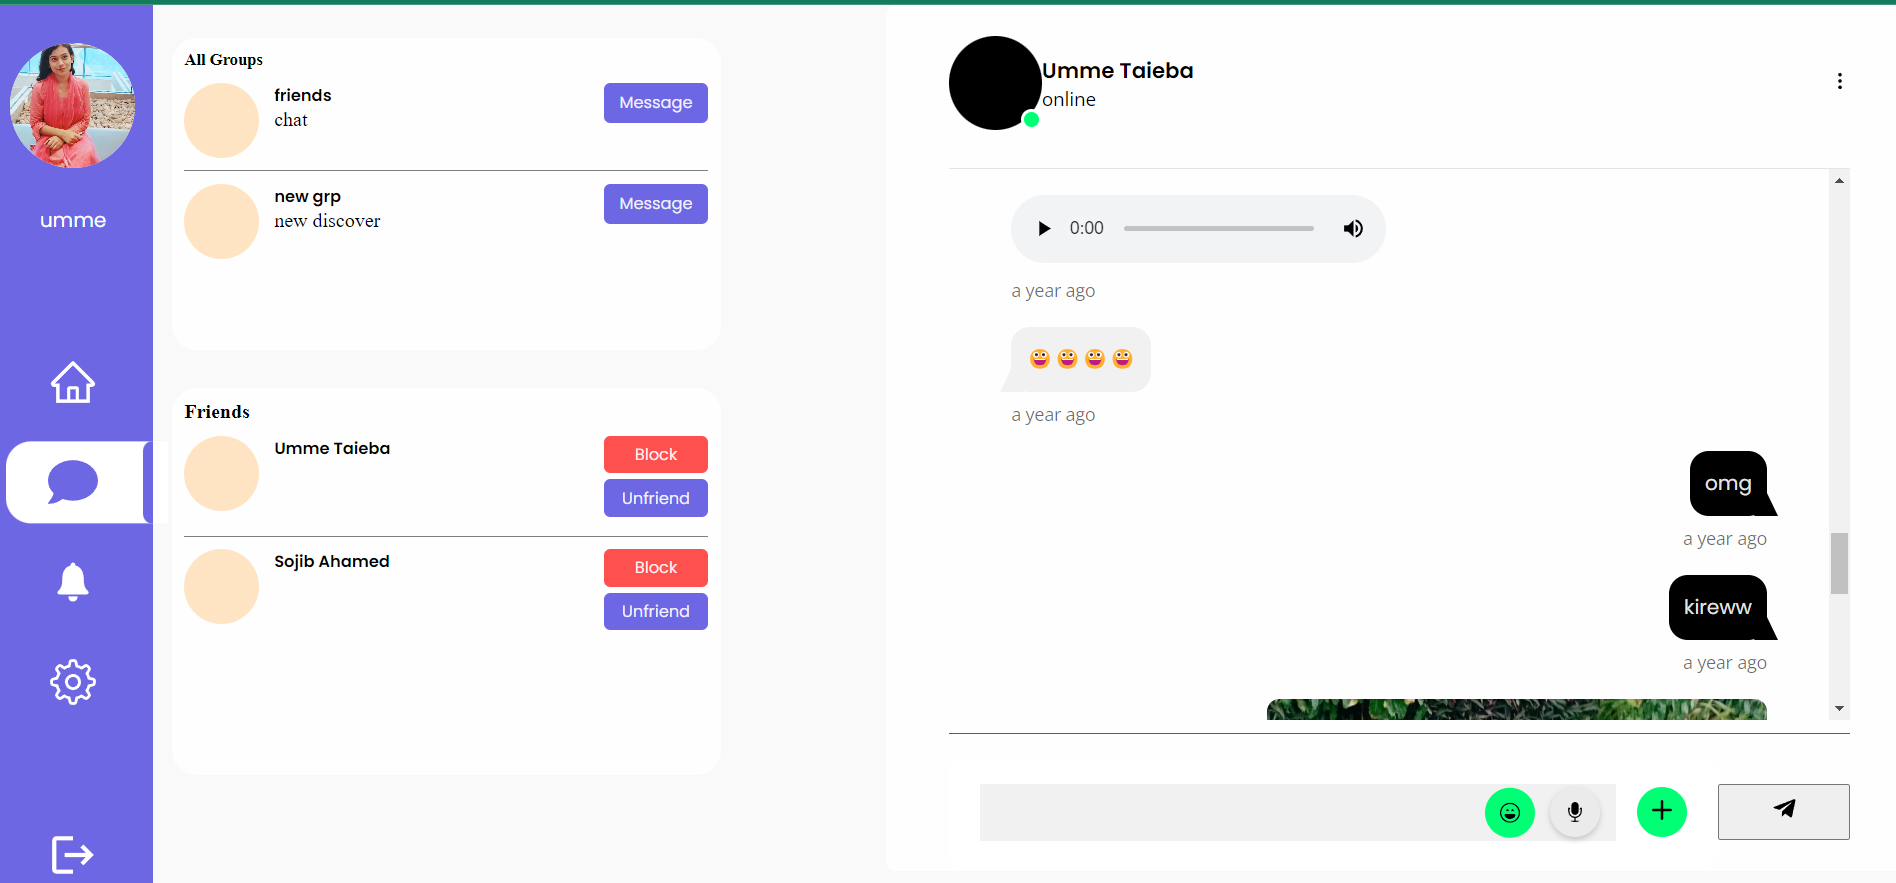 umme
All Groups
friends
chat
Message
new grp
new discover
Message
Friends
Umme Taieba
Block
Unfriend
Sojib Ahamed
Block
Unfriend
Umme Taieba
online
0:00
a year ago
a year ago
omg
a year ago
kireww
a year ago